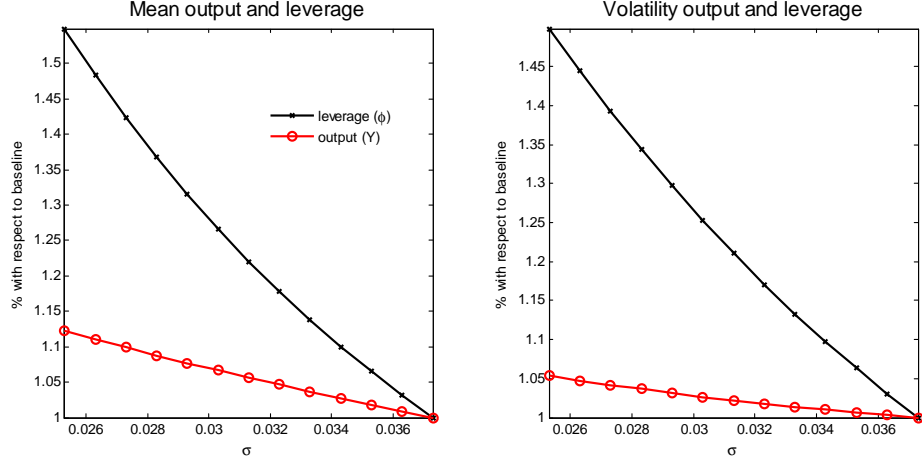 Mean output and leverage
% with respect to baseline
1.5
1.45
1.4
1.35
1.3
1.25
1.2
1.15
1.1
1.05
1
leverage (ϕ)
output (Y)
0.026 0.028 0.03 0.032 0.034 0.036
σ
Volatility output and leverage
% with respect to baseline
1.45
1.4
1.35
1.3
1.25
1.2
1.15
1.1
1.05
1
0.026 0.028 0.03 0.032 0.034 0.036
σ